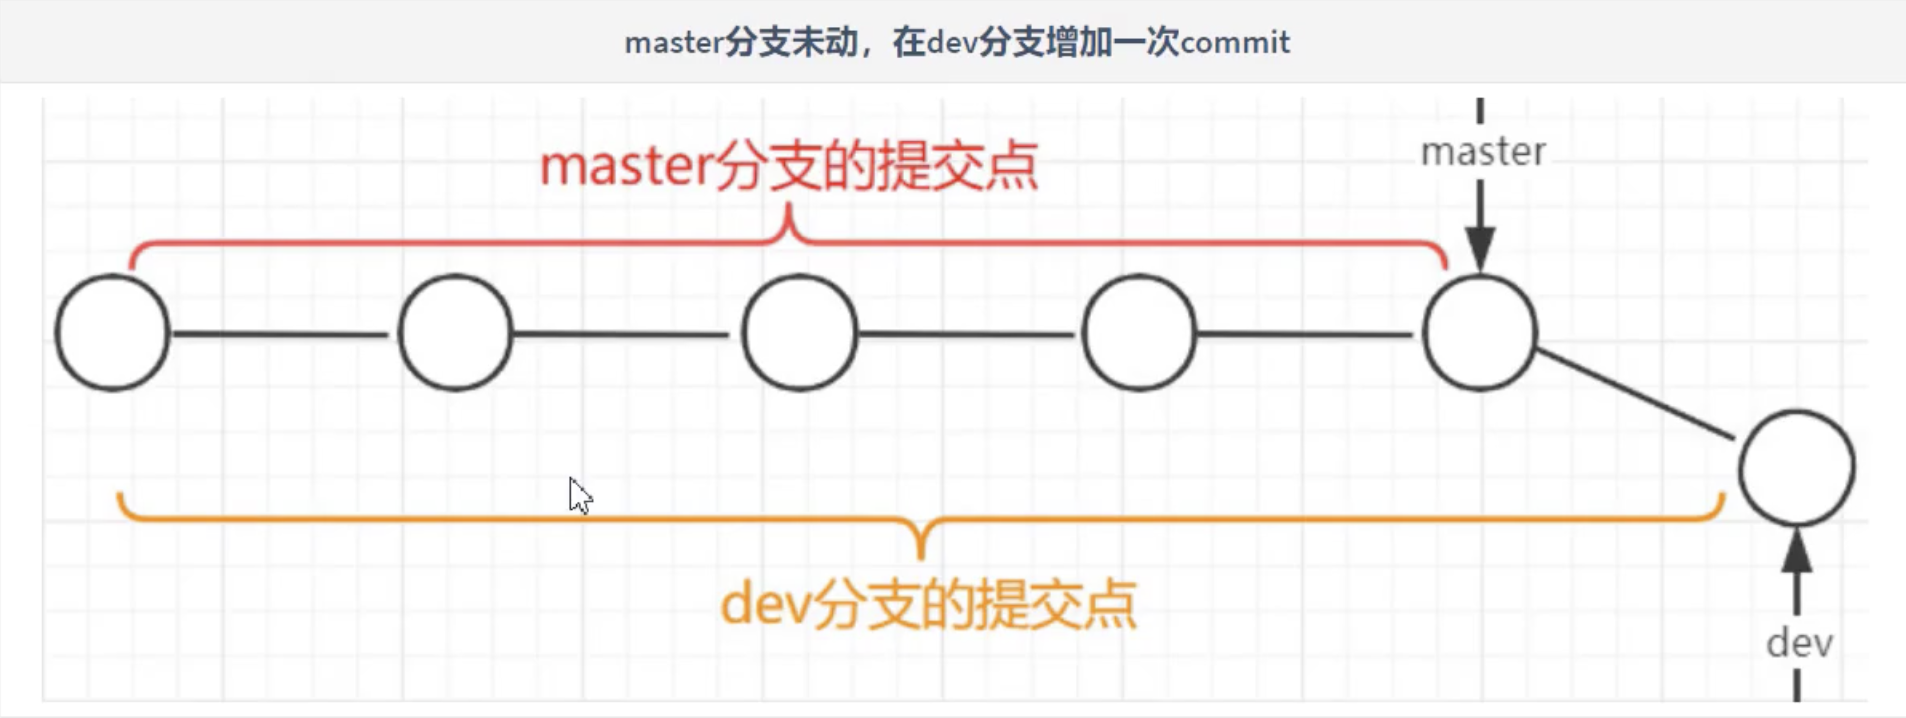 master分支未动，在dev分支增加一次commit
master分支的提交点
master
dev分支的提交点
dev